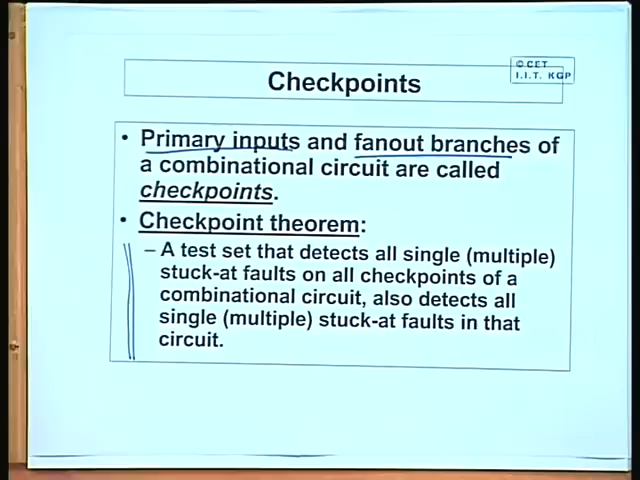 Checkpoints
© CET
I.I.T. KGP
• Primary inputs and fanout branches of
a combinational circuit are called
checkpoints.
• Checkpoint theorem:
– A test set that detects all single (multiple)
stuck-at faults on all checkpoints of a
combinational circuit, also detects all
single (multiple) stuck-at faults in that
circuit.